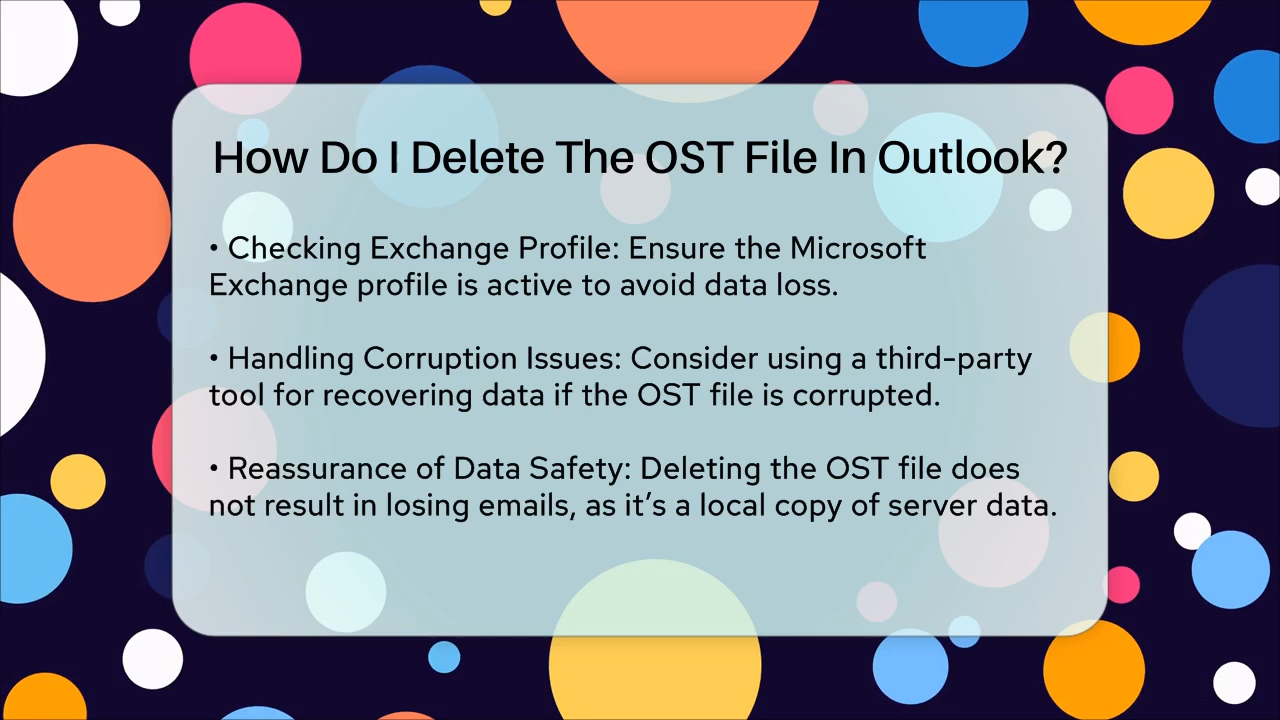 How Do I Delete The OST File In Outlook?
• Checking Exchange Profile: Ensure the Microsoft
Exchange profile is active to avoid data loss.
• Handling Corruption Issues: Consider using a third-party
tool for recovering data if the OST file is corrupted.
• Reassurance of Data Safety: Deleting the OST file does
not result in losing emails, as it’s a local copy of server data.